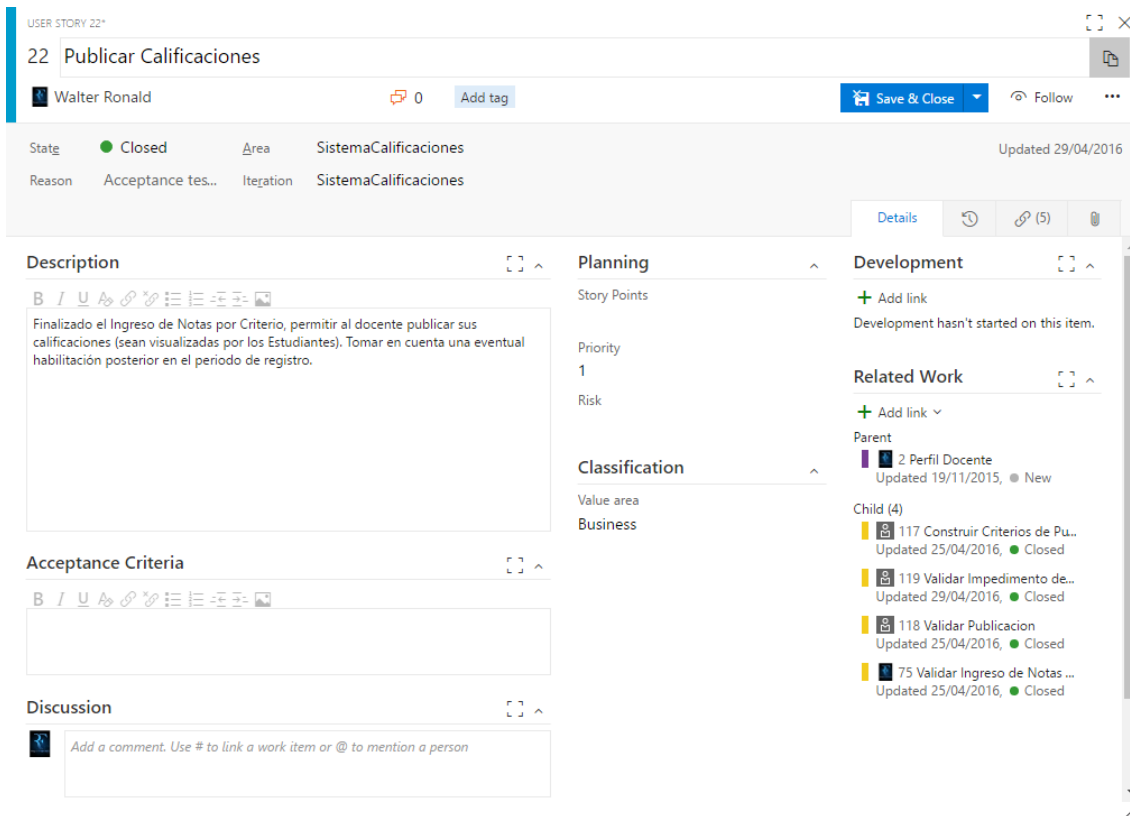 USER STORY 22*
22 Publicar Calificaciones
Walter Ronald
0
Add tag
Save & Close
Follow
State
Closed
Area
SistemaCalificaciones
Updated 29/04/2016
Reason
Acceptance tes...
Iteration
SistemaCalificaciones
Details
(5)
Description
B I U
Finalizado el Ingreso de Notas por Criterio, permitir al docente publicar sus
calificaciones (sean visualizadas por los Estudiantes). Tomar en cuenta una eventual
habilitación posterior en el periodo de registro.
Acceptance Criteria
B I U
Discussion
Add a comment. Use # to link a work item or @ to mention a person
Planning
Story Points
Priority
1
Risk
Classification
Value area
Business
Development
Add link
Development hasn't started on this item.
Related Work
Add link
Parent
2 Perfil Docente
Updated 19/11/2015, New
Child (4)
117 Construir Criterios de Pu...
Updated 25/04/2016, Closed
119 Validar Impedimento de...
Updated 29/04/2016, Closed
118 Validar Publicacion
Updated 25/04/2016, Closed
75 Validar Ingreso de Notas ...
Updated 25/04/2016, Closed